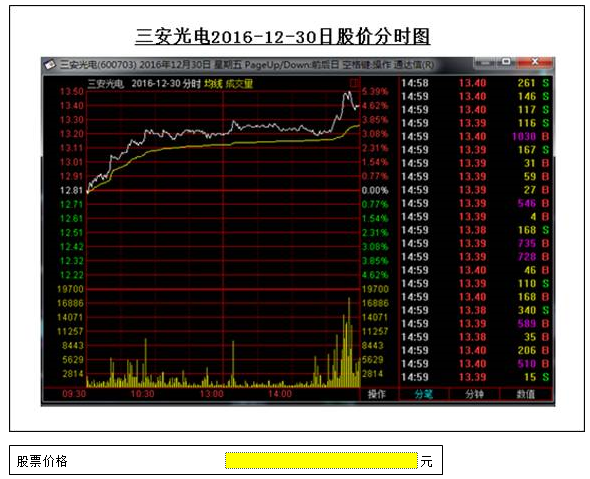 三安光电2016-12-30日股价分时图
三安光电(600703) 2016年12月30日 星期五 PageUp/Down:前后日 空格键:操作 通达信(R)
三安光电 2016-12-30 分时 均线 成交量
13.50 5.39%
13.40 4.62%
13.30 3.85%
13.20 3.08%
13.11 2.31%
13.01 1.54%
12.91 0.77%
12.81 0.00%
12.71 0.77%
12.61 1.54%
12.51 2.31%
12.42 3.08%
12.32 3.85%
12.22 4.62%
19700 19700
16886 16886
14071 14071
11257 11257
8443 8443
5629 5629
2814 2814
09:30 10:30 13:00 14:00 操作
14:58 13.40 261 S
14:59 13.40 146 S
14:59 13.40 117 S
14:59 13.39 116 S
14:59 13.40 1030 B
14:59 13.39 167 S
14:59 13.39 31 B
14:59 13.39 59 B
14:59 13.39 27 B
14:59 13.39 546 B
14:59 13.39 4 B
14:59 13.38 168 S
14:59 13.39 735 B
14:59 13.39 728 B
14:59 13.40 46 B
14:59 13.39 110 S
14:59 13.40 168 B
14:59 13.38 340 S
14:59 13.39 589 B
14:59 13.38 35 B
14:59 13.40 206 B
14:59 13.40 510 B
14:59 13.39 15 S
分笔 分钟 数值
股票价格 元